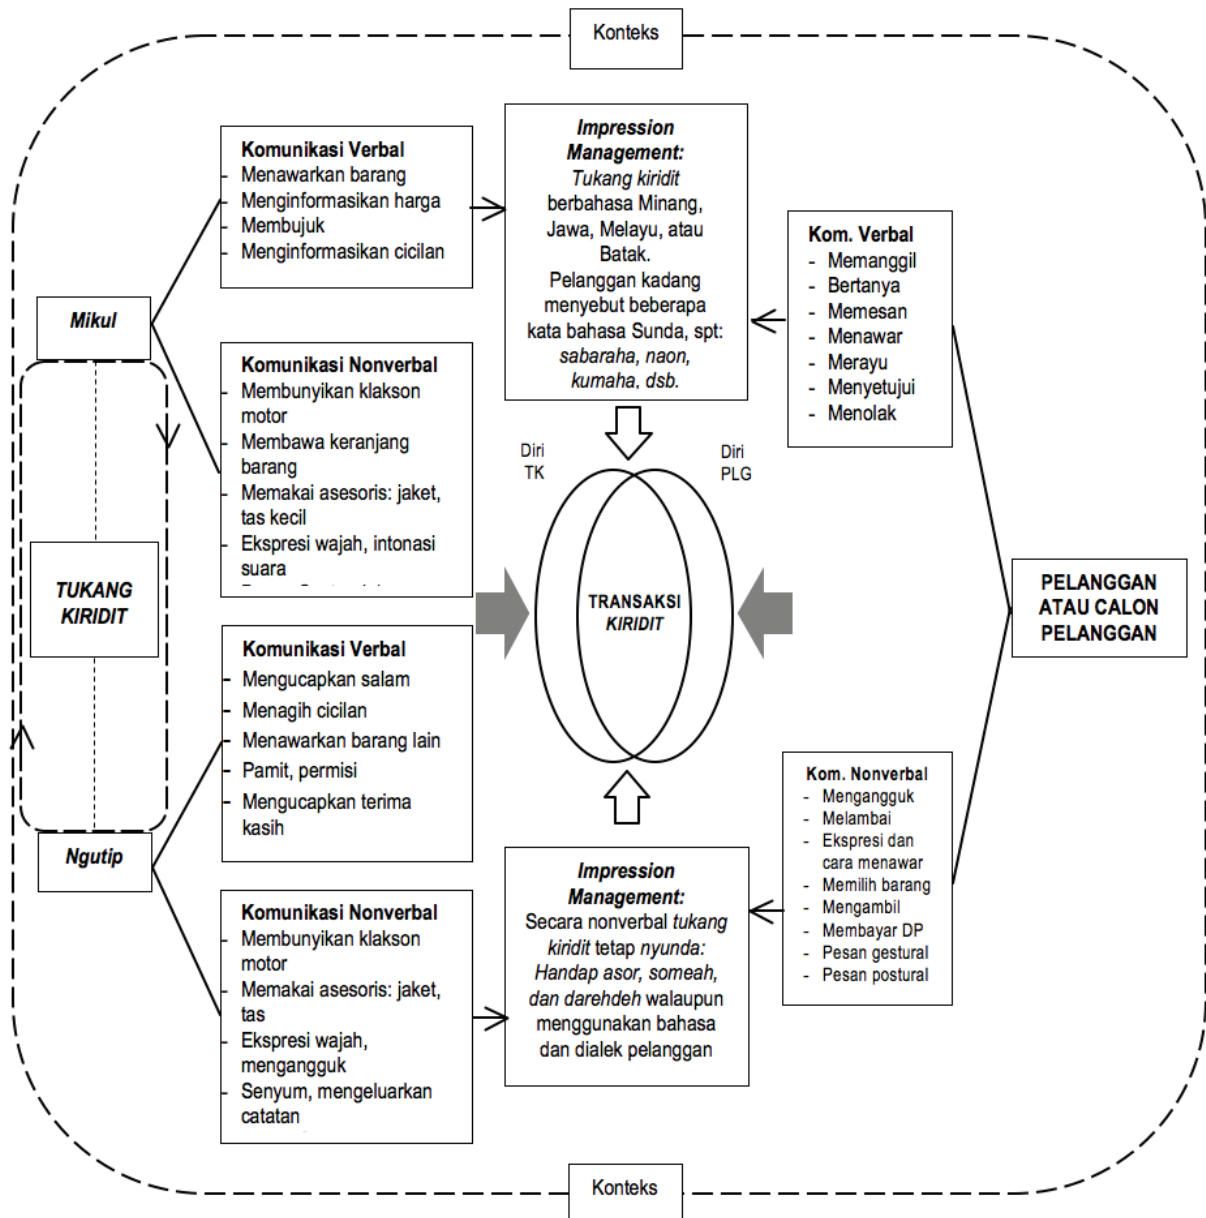 Konteks
Komunikasi Verbal
- Menawarkan barang
- Menginformasikan harga
- Membujuk
- Menginformasikan cicilan
Impression
Management:
Tukang kiridit
berbahasa Minang,
Jawa, Melayu, atau
Batak.
Pelanggan kadang
menyebut beberapa
kata bahasa Sunda, spt:
sabaraha, naon,
kumaha, dsb.
Kom. Verbal
- Memanggil
- Bertanya
- Memesan
- Menawar
- Merayu
- Menyetujui
- Menolak
Mikul
Komunikasi Nonverbal
- Membunyikan klakson
motor
- Membawa keranjang
barang
- Memakai asesoris: jaket,
tas kecil
- Ekspresi wajah, intonasi
suara
Diri
TK
Diri
PLG
TUKANG
KIRIDIT
TRANSAKSI
KIRIDIT
PELANGGAN
ATAU CALON
PELANGGAN
Komunikasi Verbal
- Mengucapkan salam
- Menagih cicilan
- Menawarkan barang lain
- Pamit, permisi
- Mengucapkan terima
kasih
Ngutip
Kom. Nonverbal
- Mengangguk
- Melambai
- Ekspresi dan
cara menawar
- Memilih barang
- Mengambil
- Membayar DP
- Pesan gestural
- Pesan postural
Komunikasi Nonverbal
- Membunyikan klakson
motor
- Memakai asesoris: jaket,
tas
- Ekspresi wajah,
mengangguk
- Senyum, mengeluarkan
catatan
Impression
Management:
Secara nonverbal tukang
kiridit tetap nyunda:
Handap asor, someah,
dan darehdeh walaupun
menggunakan bahasa
dan dialek pelanggan
Konteks